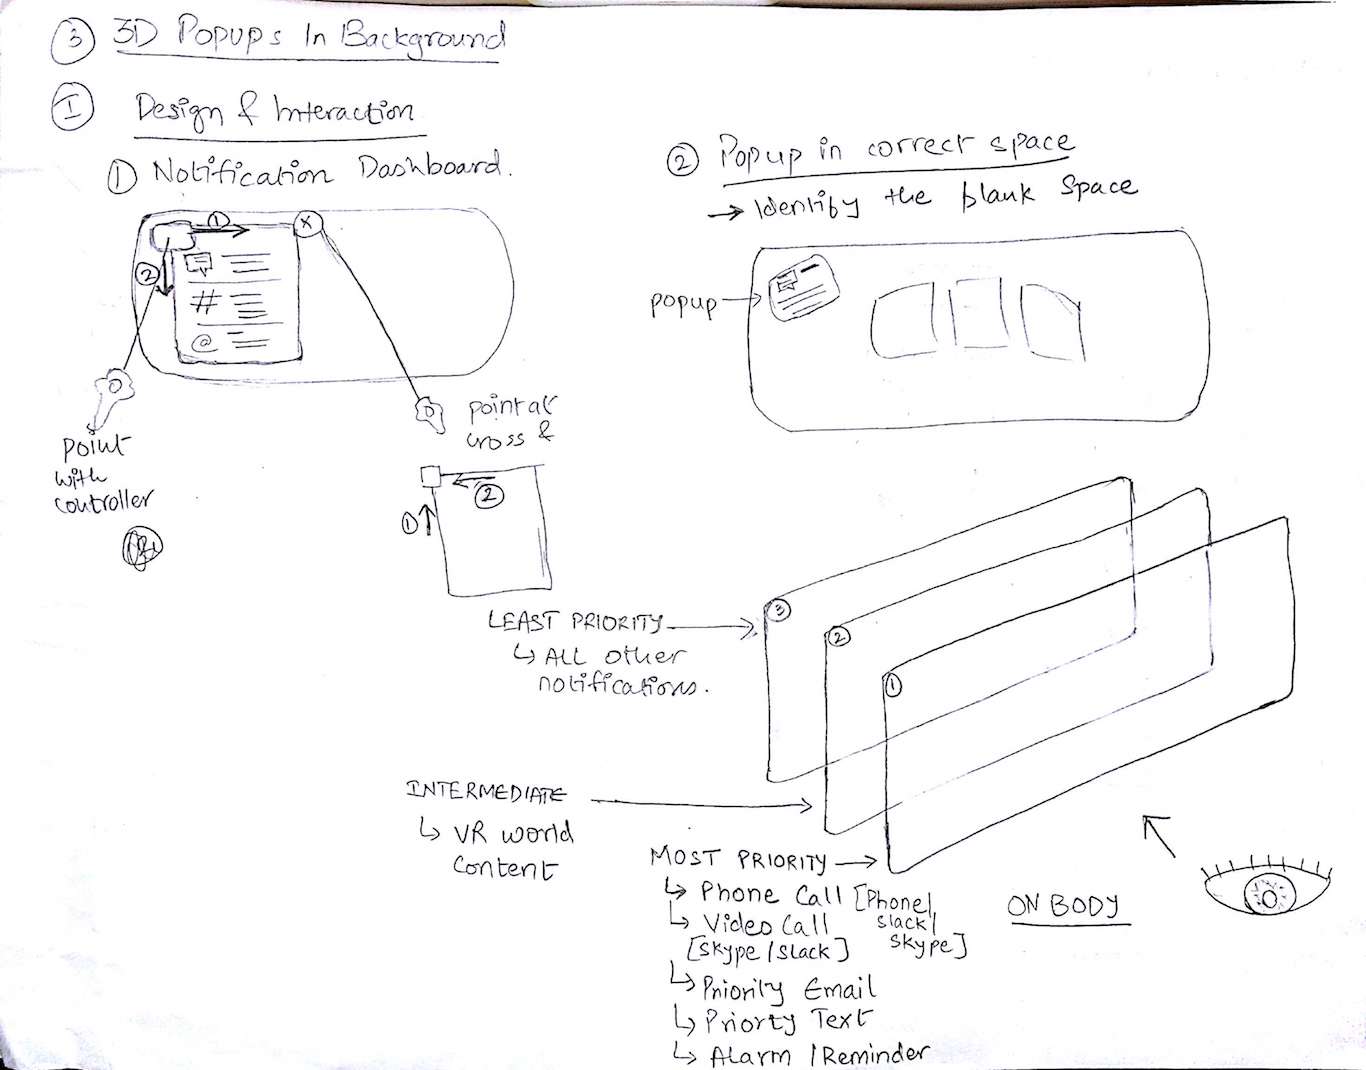 3 3D Popups In Background
I Design & Interaction
1 Notification Dashboard.
1
X
2
#
@
point
with
controller
point at
cross &
2
1
2 Popup in correct space
→ Identify the blank space
popup
LEAST PRIORITY
↳ ALL other
notifications.
3
2
1
INTERMEDIATE
↳ VR world
content
MOST PRIORITY
↳ Phone Call [Phone/
slack/
skype]
↳ Video Call
[skype/slack]
↳ Priority Email
↳ Priorty Text
↳ Alarm / Reminder
ON BODY